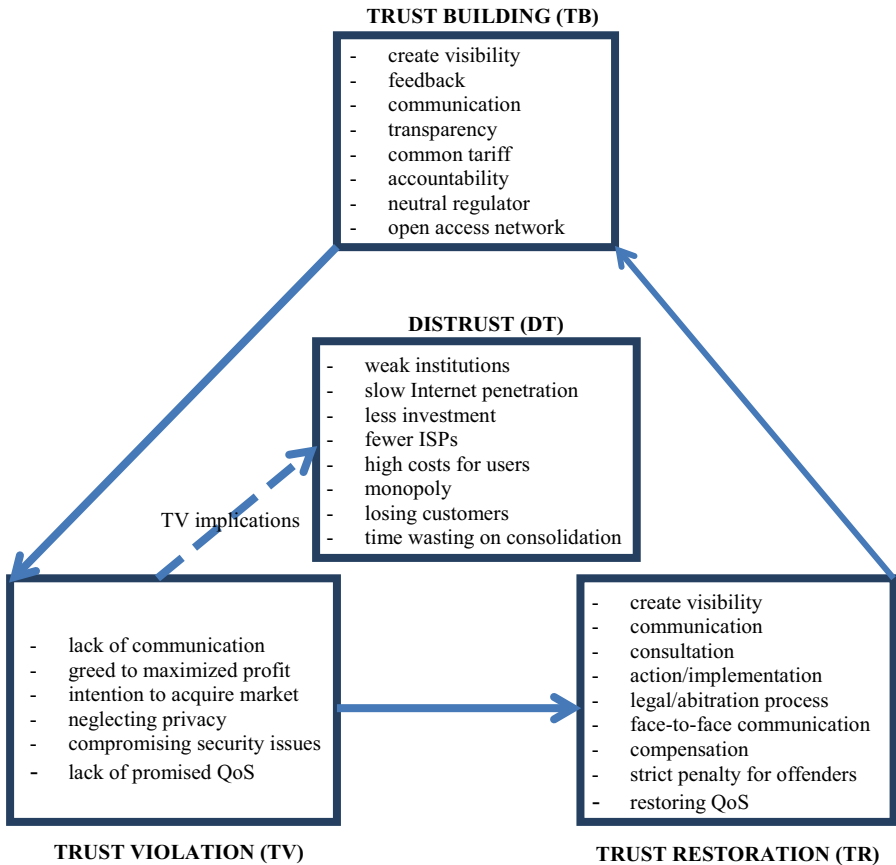 TRUST BUILDING (TB)
- create visibility
- feedback
- communication
- transparency
- common tariff
- accountability
- neutral regulator
- open access network
DISTRUST (DT)
- weak institutions
- slow Internet penetration
- less investment
- fewer ISPs
- high costs for users
- monopoly
- losing customers
- time wasting on consolidation
TV implications
- lack of communication
- greed to maximized profit
- intention to acquire market
- neglecting privacy
- compromising security issues
- lack of promised QoS
TRUST VIOLATION (TV)
- create visibility
- communication
- consultation
- action/implementation
- legal/abitration process
- face-to-face communication
- compensation
- strict penalty for offenders
- restoring QoS
TRUST RESTORATION (TR)